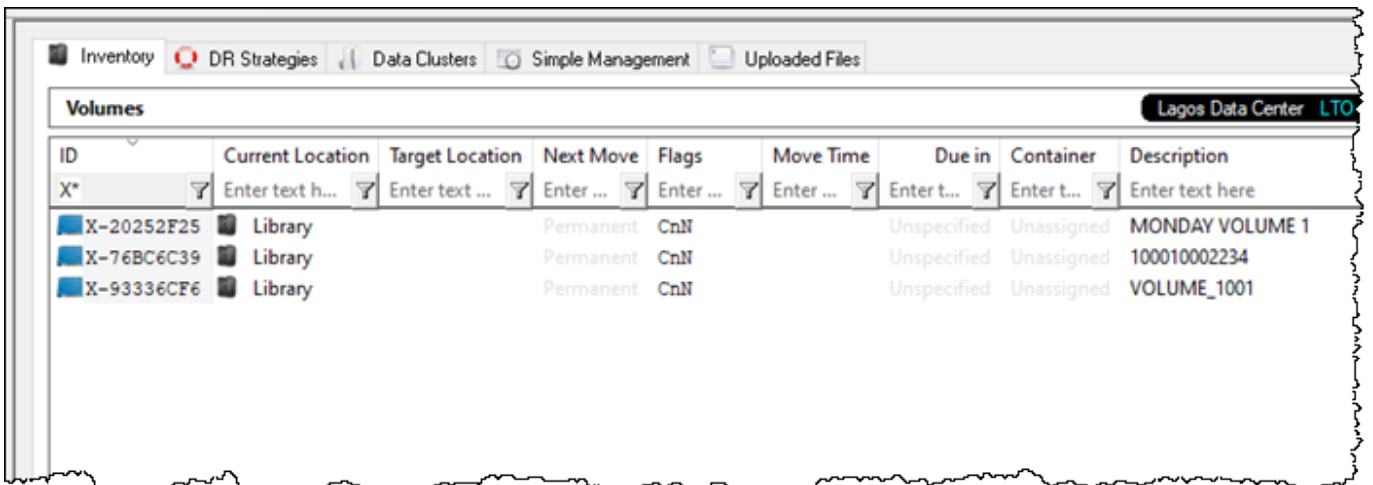 Inventory DR Strategies Data Clusters Simple Management Uploaded Files
Volumes Lagos Data Center LTO
ID Current Location Target Location Next Move Flags Move Time Due in Container Description
X* Enter text h... Enter text ... Enter ... Enter ... Enter ... Enter t... Enter t... Enter text here
X-20252F25 Library Permanent CnN Unspecified Unassigned MONDAY VOLUME 1
X-76BC6C39 Library Permanent CnN Unspecified Unassigned 100010002234
X-93336CF6 Library Permanent CnN Unspecified Unassigned VOLUME_1001